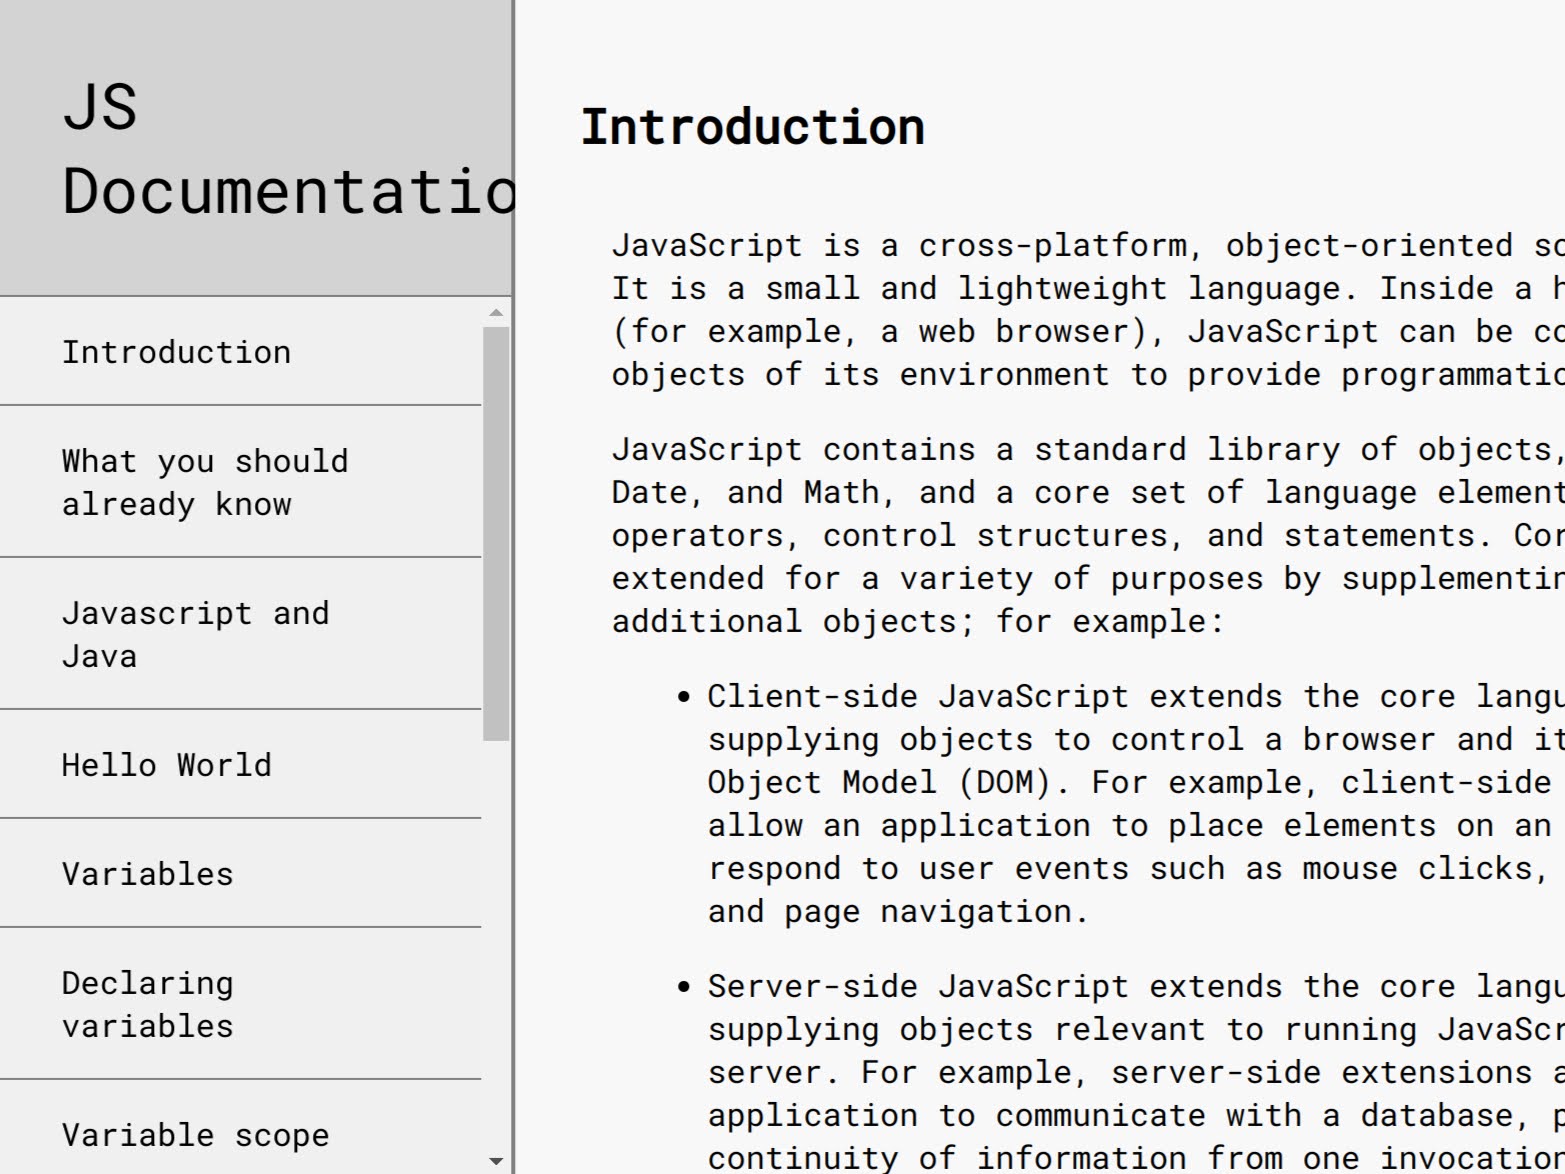 JS
Documentatio
Introduction
What you should
already know
Javascript and
Java
Hello World
Variables
Declaring
variables
Variable scope
Introduction
JavaScript is a cross-platform, object-oriented sc
It is a small and lightweight language. Inside a h
(for example, a web browser), JavaScript can be co
objects of its environment to provide programmatic
JavaScript contains a standard library of objects,
Date, and Math, and a core set of language element
operators, control structures, and statements. Cor
extended for a variety of purposes by supplementin
additional objects; for example:
• Client-side JavaScript extends the core langu
supplying objects to control a browser and it
Object Model (DOM). For example, client-side
allow an application to place elements on an
respond to user events such as mouse clicks,
and page navigation.
• Server-side JavaScript extends the core langu
supplying objects relevant to running JavaScr
server. For example, server-side extensions a
application to communicate with a database, p
continuity of information from one invocation